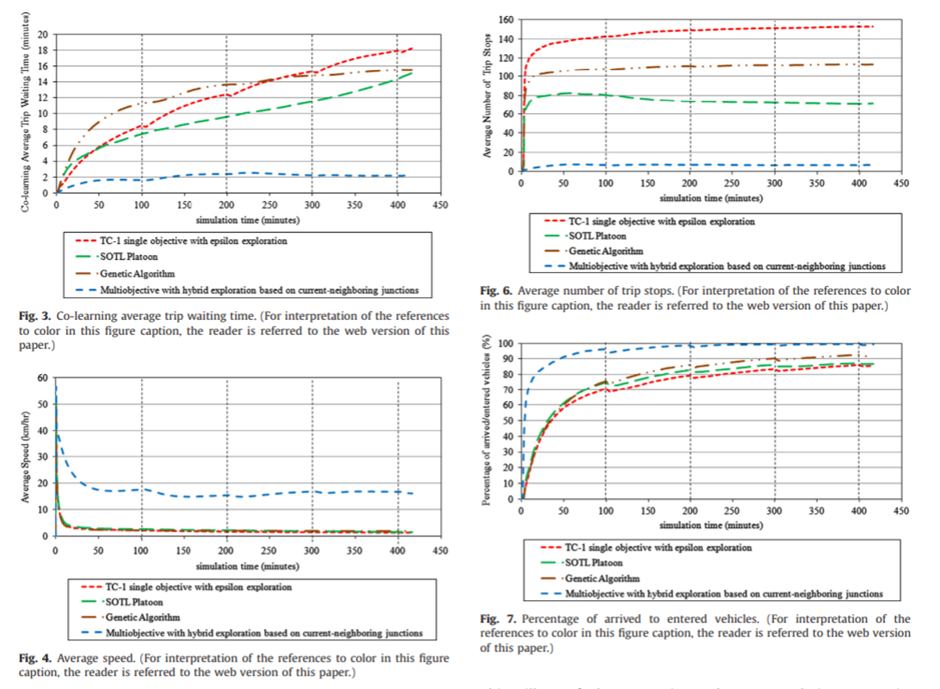 Co-learning Average Trip Waiting Time (minutes)
20
18
16
14
12
10
8
6
4
2
0
0 50 100 150 200 250 300 350 400 450
simulation time (minutes)
TC-1 single objective with epsilon exploration
SOTL Platoon
Genetic Algorithm
Multiobjective with hybrid exploration based on current-neighboring junctions
Fig. 3. Co-learning average trip waiting time. (For interpretation of the references
to color in this figure caption, the reader is referred to the web version of this
paper.)
Average Speed (km/hr)
60
50
40
30
20
10
0
0 50 100 150 200 250 300 350 400 450
simulation time (minutes)
TC-1 single objective with epsilon exploration
SOTL Platoon
Genetic Algorithm
Multiobjective with hybrid exploration based on current-neighboring junctions
Fig. 4. Average speed. (For interpretation of the references to color in this figure
caption, the reader is referred to the web version of this paper.)
Average Number of Trip Stops
160
140
120
100
80
60
40
20
0
0 50 100 150 200 250 300 350 400 450
simulation time (minutes)
TC-1 single objective with epsilon exploration
SOTL Platoon
Genetic Algorithm
Multiobjective with hybrid exploration based on current-neighboring junctions
Fig. 6. Average number of trip stops. (For interpretation of the references to color
in this figure caption, the reader is referred to the web version of this paper.)
Percentage of arrived/entered vehicles (%)
100
90
80
70
60
50
40
30
20
10
0
0 50 100 150 200 250 300 350 400 450
simulation time (minutes)
TC-1 single objective with epsilon exploration
SOTL Platoon
Genetic Algorithm
Multiobjective with hybrid exploration based on current-neighboring junctions
Fig. 7. Percentage of arrived to entered vehicles. (For interpretation of the
references to color in this figure caption, the reader is referred to the web version
of this paper.)